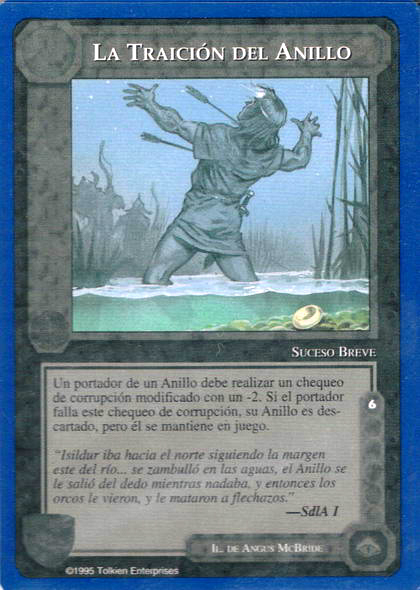 La Traición del Anillo
Suceso Breve
Un portador de un Anillo debe realizar un chequeo
de corrupción modificado con un -2. Si el portador
falla este chequeo de corrupción, su Anillo es des-
cartado, pero él se mantiene en juego.
6
"Isildur iba hacia el norte siguiendo la margen
este del río... se zambulló en las aguas, el Anillo se
le salió del dedo mientras nadaba, y entonces los
orcos le vieron, y le mataron a flechazos."
—SdlA I
Il. de Angus McBride
©1995 Tolkien Enterprises